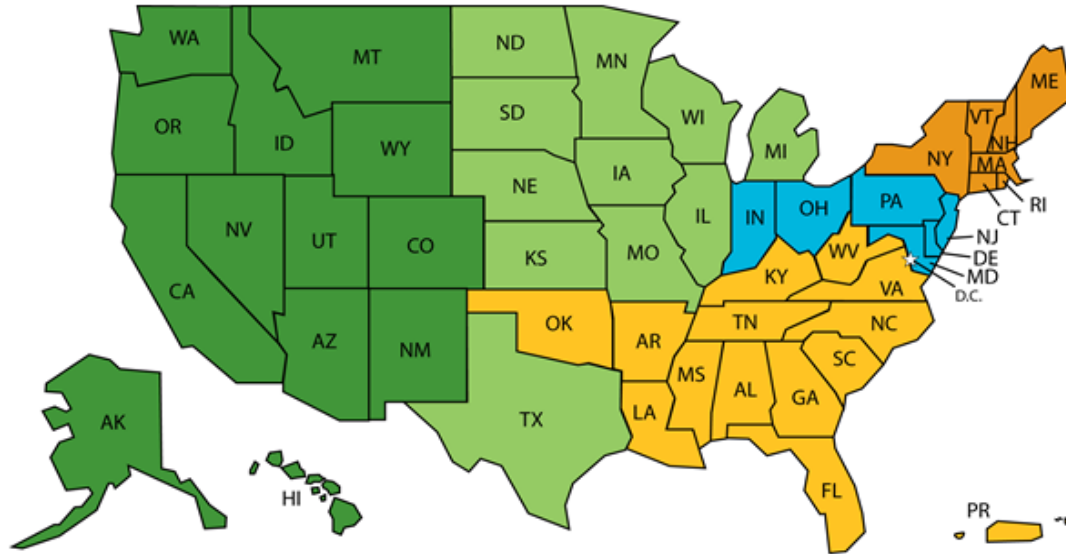 WA
MT
ND
MN
ME
OR
ID
SD
WI
VT
NH
WY
MI
NY
MA
NE
IA
PA
RI
NV
UT
CO
IL
IN
OH
CT
KS
MO
WV
NJ
DE
MD
CA
KY
VA
D.C.
AZ
NM
OK
AR
TN
NC
SC
MS
AL
GA
TX
LA
AK
FL
HI
PR